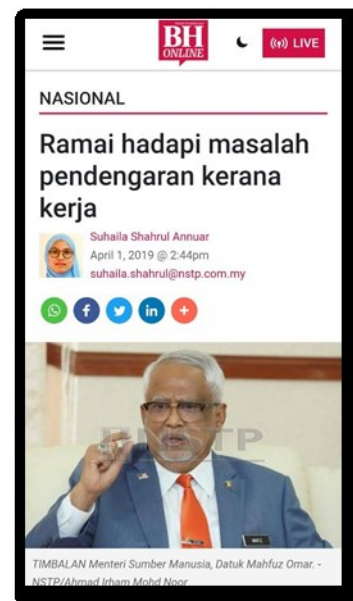 BH
ONLINE
LIVE
NASIONAL
Ramai hadapi masalah
pendengaran kerana
kerja
Suhaila Shahrul Annuar
April 1, 2019 @ 2:44pm
suhaila.shahrul@nstp.com.my
NSTP
TIMBALAN Menteri Sumber Manusia, Datuk Mahfuz Omar. -
NSTP/Ahmad Irham Mohd Noor